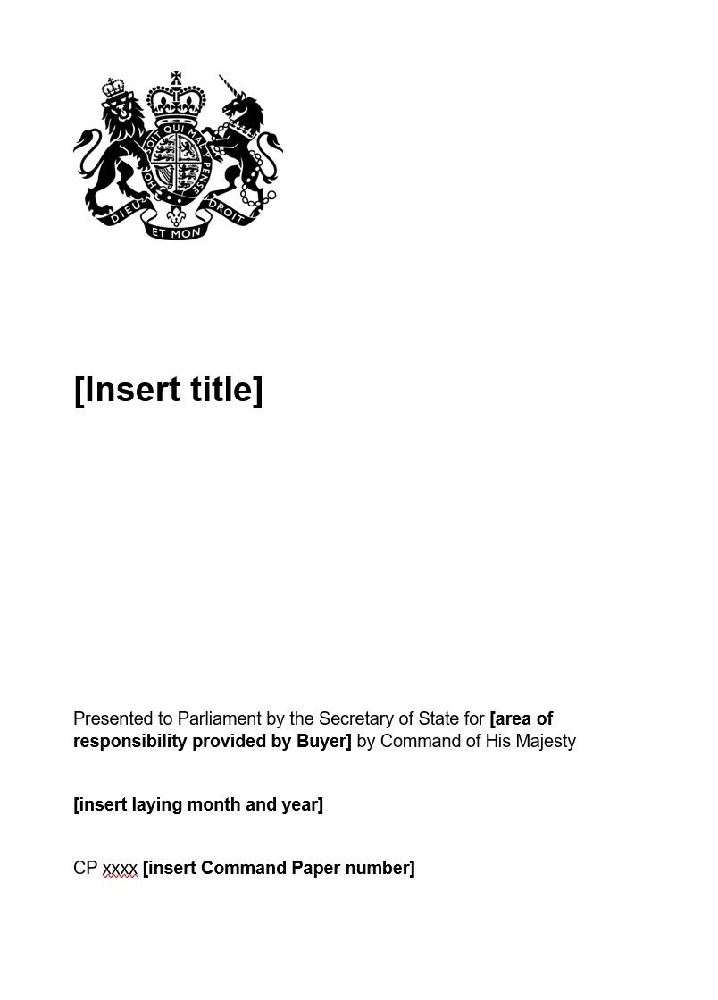 HONI SOIT QUI MAL Y PENSE
DIEU ET MON DROIT
[Insert title]
Presented to Parliament by the Secretary of State for [area of
responsibility provided by Buyer] by Command of His Majesty
[insert laying month and year]
CP xxxx [insert Command Paper number]